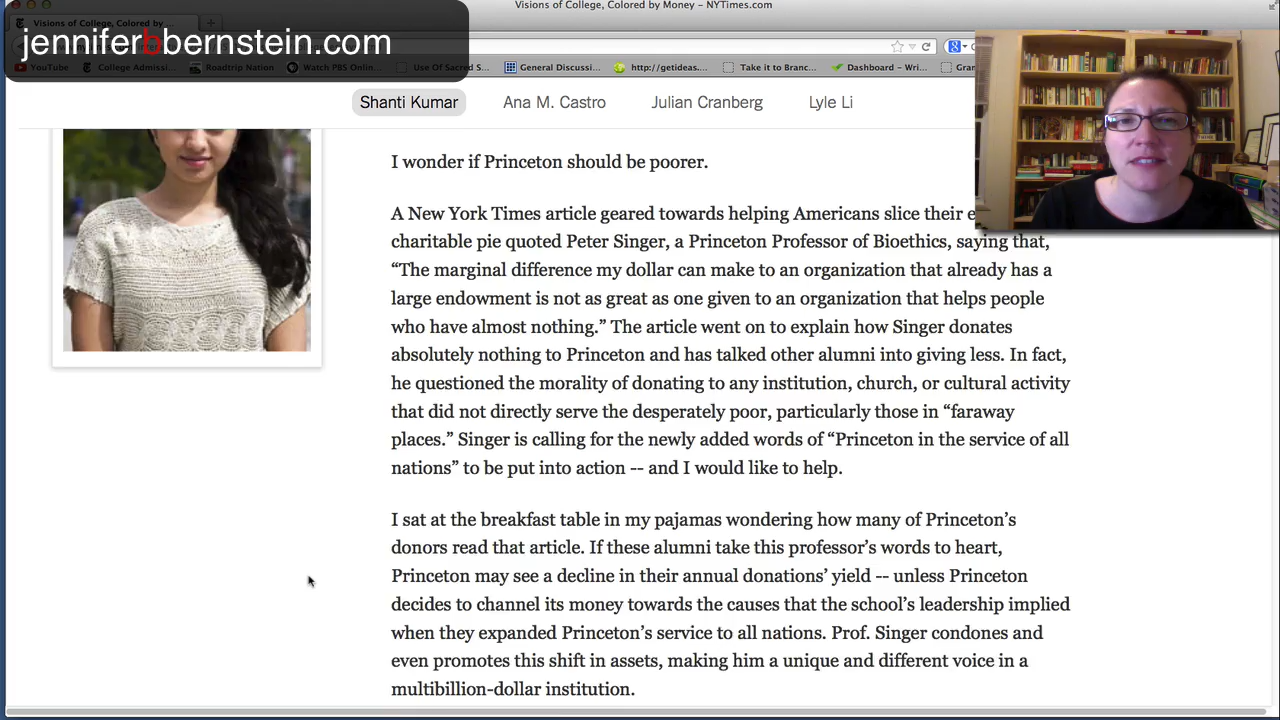 Visions of College, Colored by Money - NYTimes.com
Visions of College, Colored by ...
jenniferbbernstein.com
YouTube
College Admissi...
Roadtrip Nation
Watch PBS Onlin...
Use Of Sacred S...
General Discussi...
http://getideas....
Take it to Branc...
Dashboard – Wri...
Gran
Shanti Kumar
Ana M. Castro
Julian Cranberg
Lyle Li
I wonder if Princeton should be poorer.
A New York Times article geared towards helping Americans slice their
charitable pie quoted Peter Singer, a Princeton Professor of Bioethics, saying that,
“The marginal difference my dollar can make to an organization that already has a
large endowment is not as great as one given to an organization that helps people
who have almost nothing.” The article went on to explain how Singer donates
absolutely nothing to Princeton and has talked other alumni into giving less. In fact,
he questioned the morality of donating to any institution, church, or cultural activity
that did not directly serve the desperately poor, particularly those in “faraway
places.” Singer is calling for the newly added words of “Princeton in the service of all
nations” to be put into action -- and I would like to help.
I sat at the breakfast table in my pajamas wondering how many of Princeton’s
donors read that article. If these alumni take this professor’s words to heart,
Princeton may see a decline in their annual donations’ yield -- unless Princeton
decides to channel its money towards the causes that the school’s leadership implied
when they expanded Princeton’s service to all nations. Prof. Singer condones and
even promotes this shift in assets, making him a unique and different voice in a
multibillion-dollar institution.